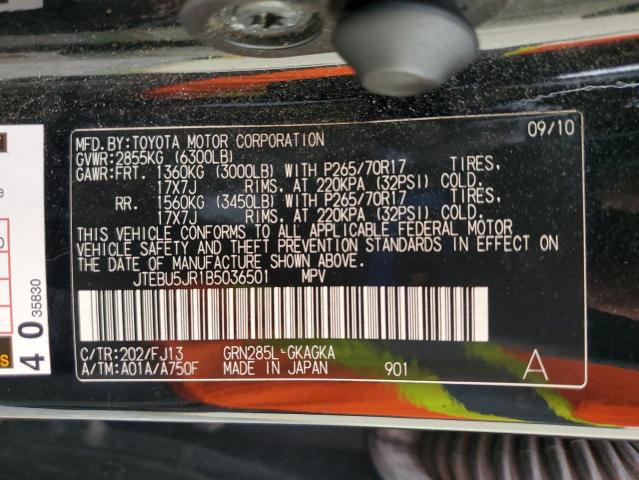 MFD.BY:TOYOTA MOTOR CORPORATION 09/10
GVWR:2855KG (6300LB)
GAWR:FRT. 1360KG (3000LB) WITH P265/70R17 TIRES,
17X7J RIMS, AT 220KPA (32PSI) COLD.
RR. 1560KG (3450LB) WITH P265/70R17 TIRES,
17X7J RIMS, AT 220KPA (32PSI) COLD.
THIS VEHICLE CONFORMS TO ALL APPLICABLE FEDERAL MOTOR
VEHICLE SAFETY AND THEFT PREVENTION STANDARDS IN EFFECT ON
THE DATE OF MANUFACTURE SHOWN ABOVE.
JTEBU5JR1B5036501 MPV
C/TR:202/FJ13 GRN285L-GKAGKA
A/TM:A01A/A750F MADE IN JAPAN 901 A
40 35830